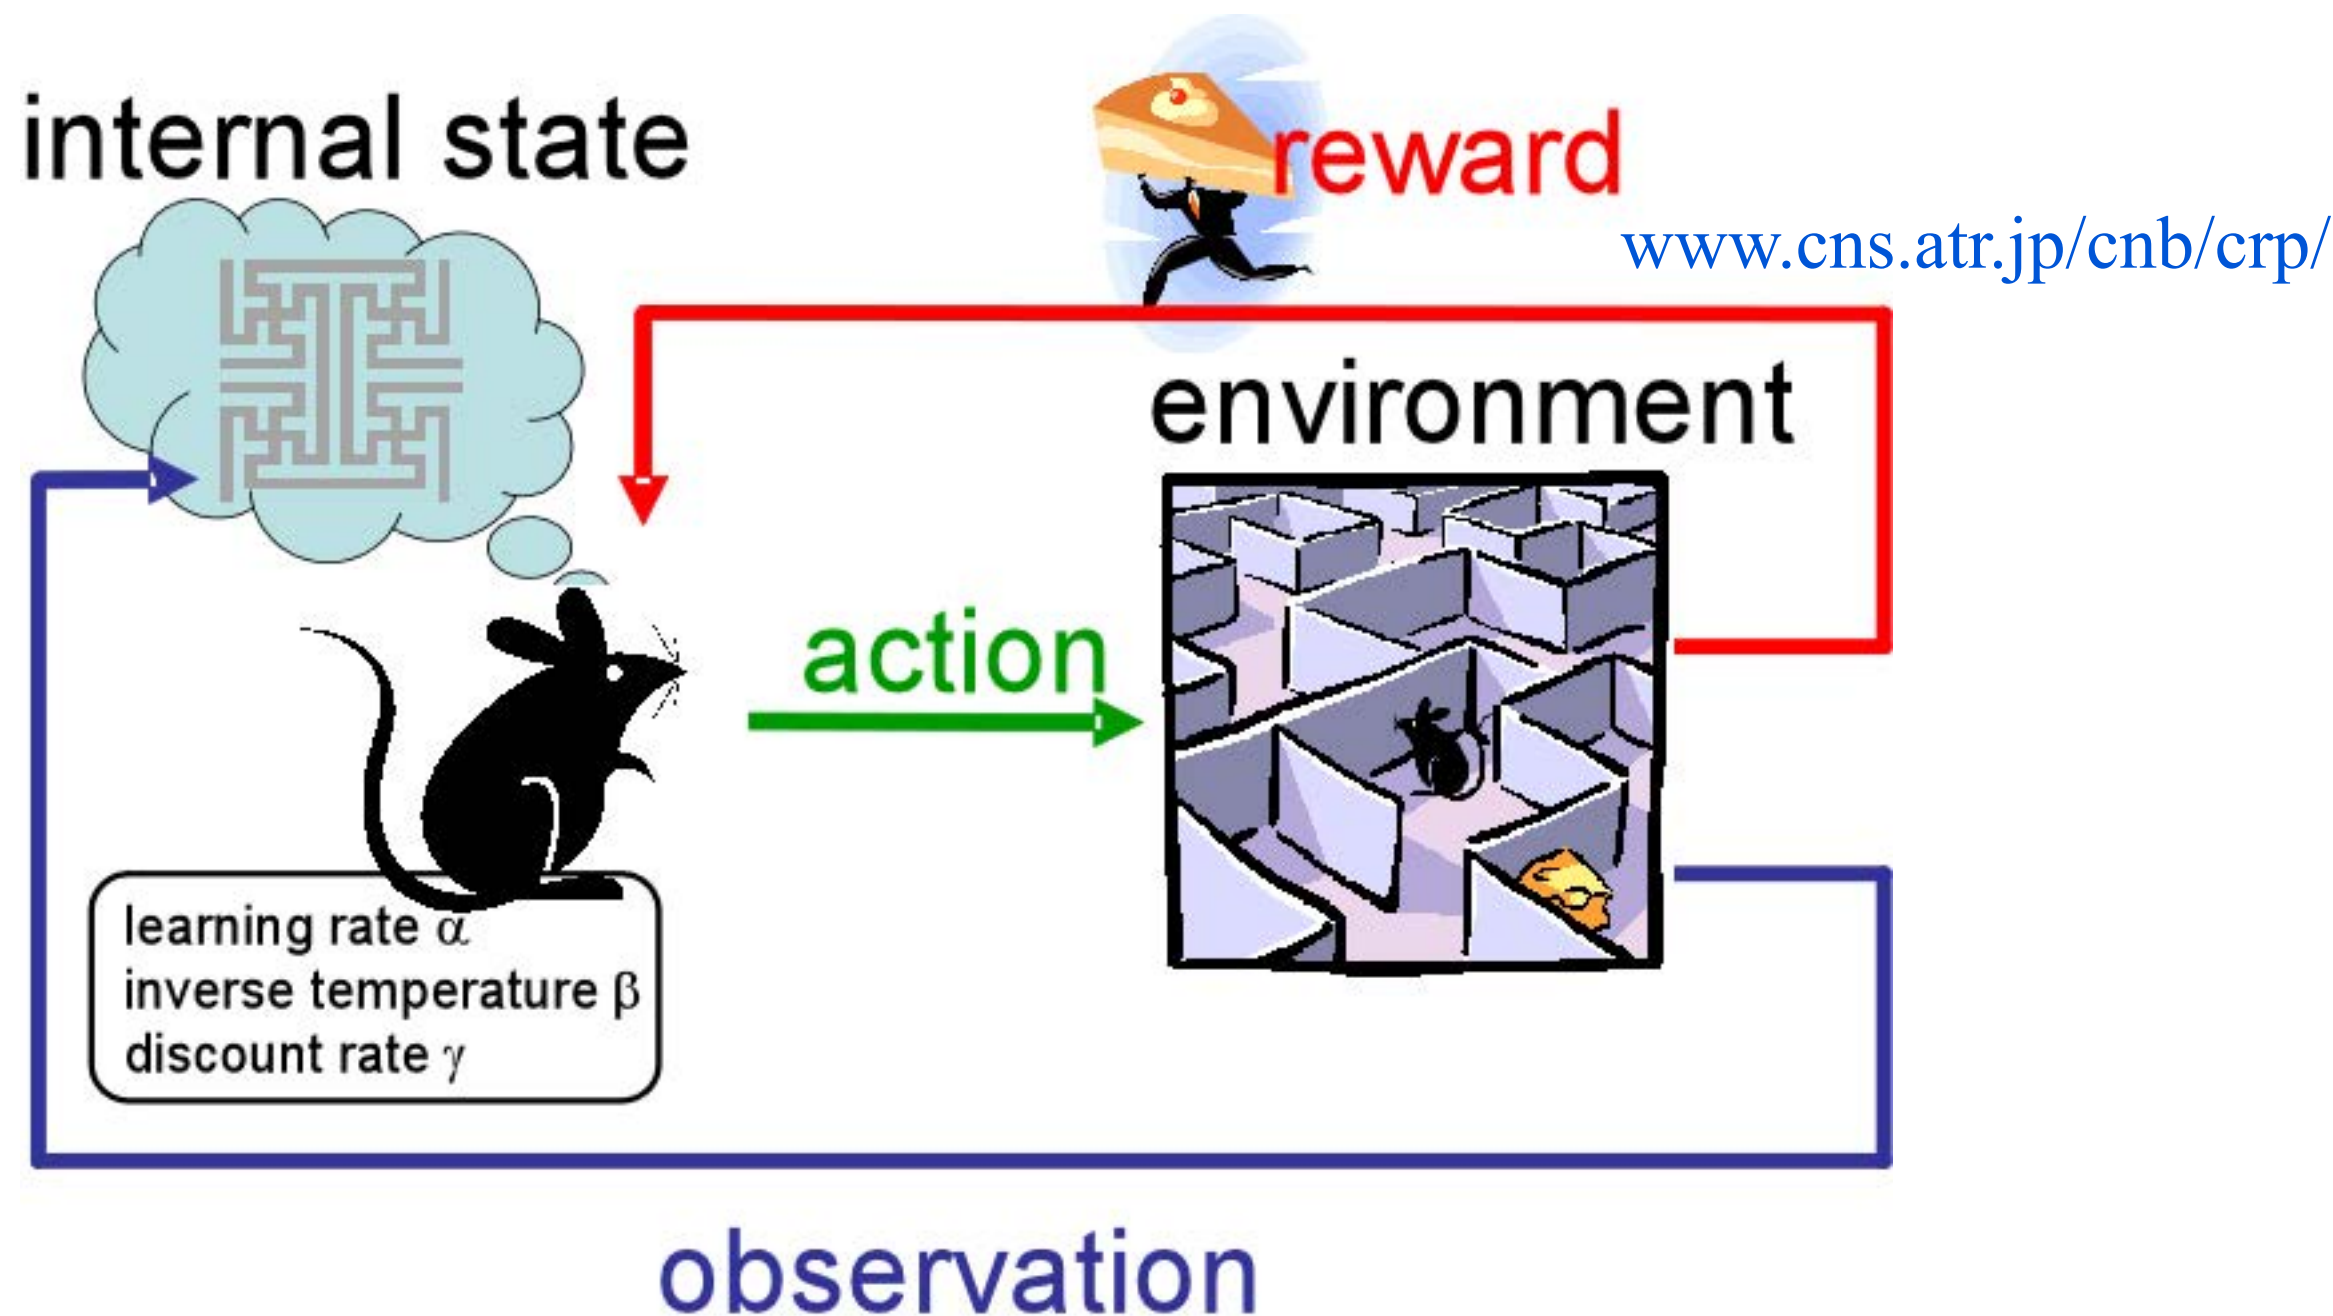 internal state
reward
www.cns.atr.jp/cnb/crp/
environment
action
learning rate α
inverse temperature β
discount rate γ
observation